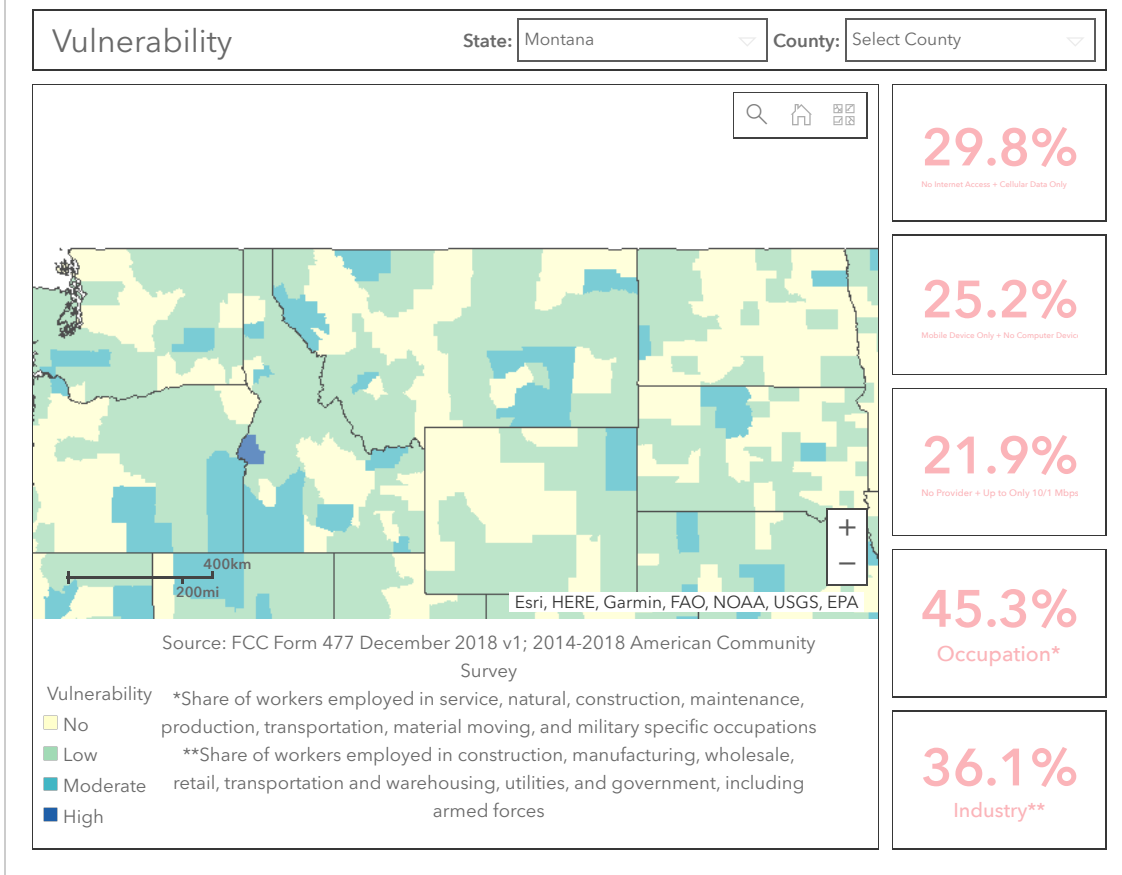 Vulnerability
State: Montana
County: Select County
29.8%
No Internet Access + Cellular Data Only
25.2%
Mobile Device Only + No Computer Devic
21.9%
No Provider + Up to Only 10/1 Mbps
45.3%
Occupation*
36.1%
Industry**
+
−
400km
200mi
Esri, HERE, Garmin, FAO, NOAA, USGS, EPA
Source: FCC Form 477 December 2018 v1; 2014-2018 American Community
Survey
*Share of workers employed in service, natural, construction, maintenance,
production, transportation, material moving, and military specific occupations
**Share of workers employed in construction, manufacturing, wholesale,
retail, transportation and warehousing, utilities, and government, including
armed forces
Vulnerability
No
Low
Moderate
High